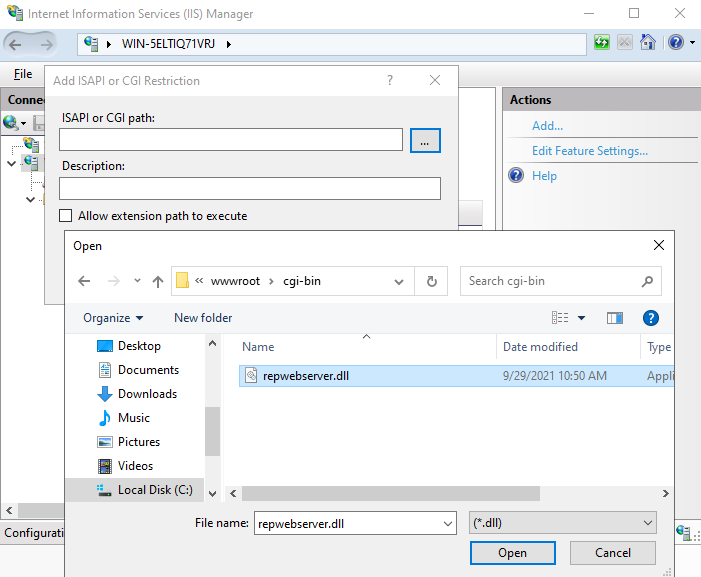 Internet Information Services (IIS) Manager
WIN-5ELTIQ71VRJ
File
Add ISAPI or CGI Restriction
?
Conne
Actions
ISAPI or CGI path:
...
Add...
Edit Feature Settings...
Description:
Help
Allow extension path to execute
Open
« wwwroot > cgi-bin
Search cgi-bin
Organize
New folder
Name
Date modified
Type
Desktop
Documents
Downloads
Music
Pictures
Videos
Local Disk (C:)
repwebserver.dll
9/29/2021 10:50 AM
Appli
File name:
repwebserver.dll
(*.dll)
Configurati
Open
Cancel